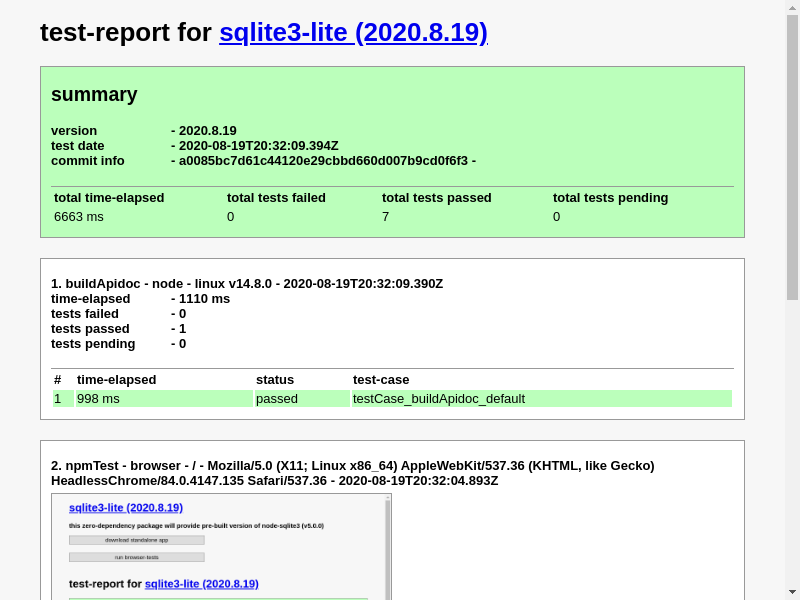 test-report for sqlite3-lite (2020.8.19)
summary
version - 2020.8.19
test date - 2020-08-19T20:32:09.394Z
commit info - a0085bc7d61c44120e29cbbd660d007b9cd0f6f3 -
total time-elapsed total tests failed total tests passed total tests pending
6663 ms 0 7 0
1. buildApidoc - node - linux v14.8.0 - 2020-08-19T20:32:09.390Z
time-elapsed - 1110 ms
tests failed - 0
tests passed - 1
tests pending - 0
# time-elapsed status test-case
1 998 ms passed testCase_buildApidoc_default
2. npmTest - browser - / - Mozilla/5.0 (X11; Linux x86_64) AppleWebKit/537.36 (KHTML, like Gecko)
HeadlessChrome/84.0.4147.135 Safari/537.36 - 2020-08-19T20:32:04.893Z
sqlite3-lite (2020.8.19)
this zero-dependency package will provide pre-built version of node-sqlite3 (v5.0.0)
download standalone app
run browser-tests
test-report for sqlite3-lite (2020.8.19)